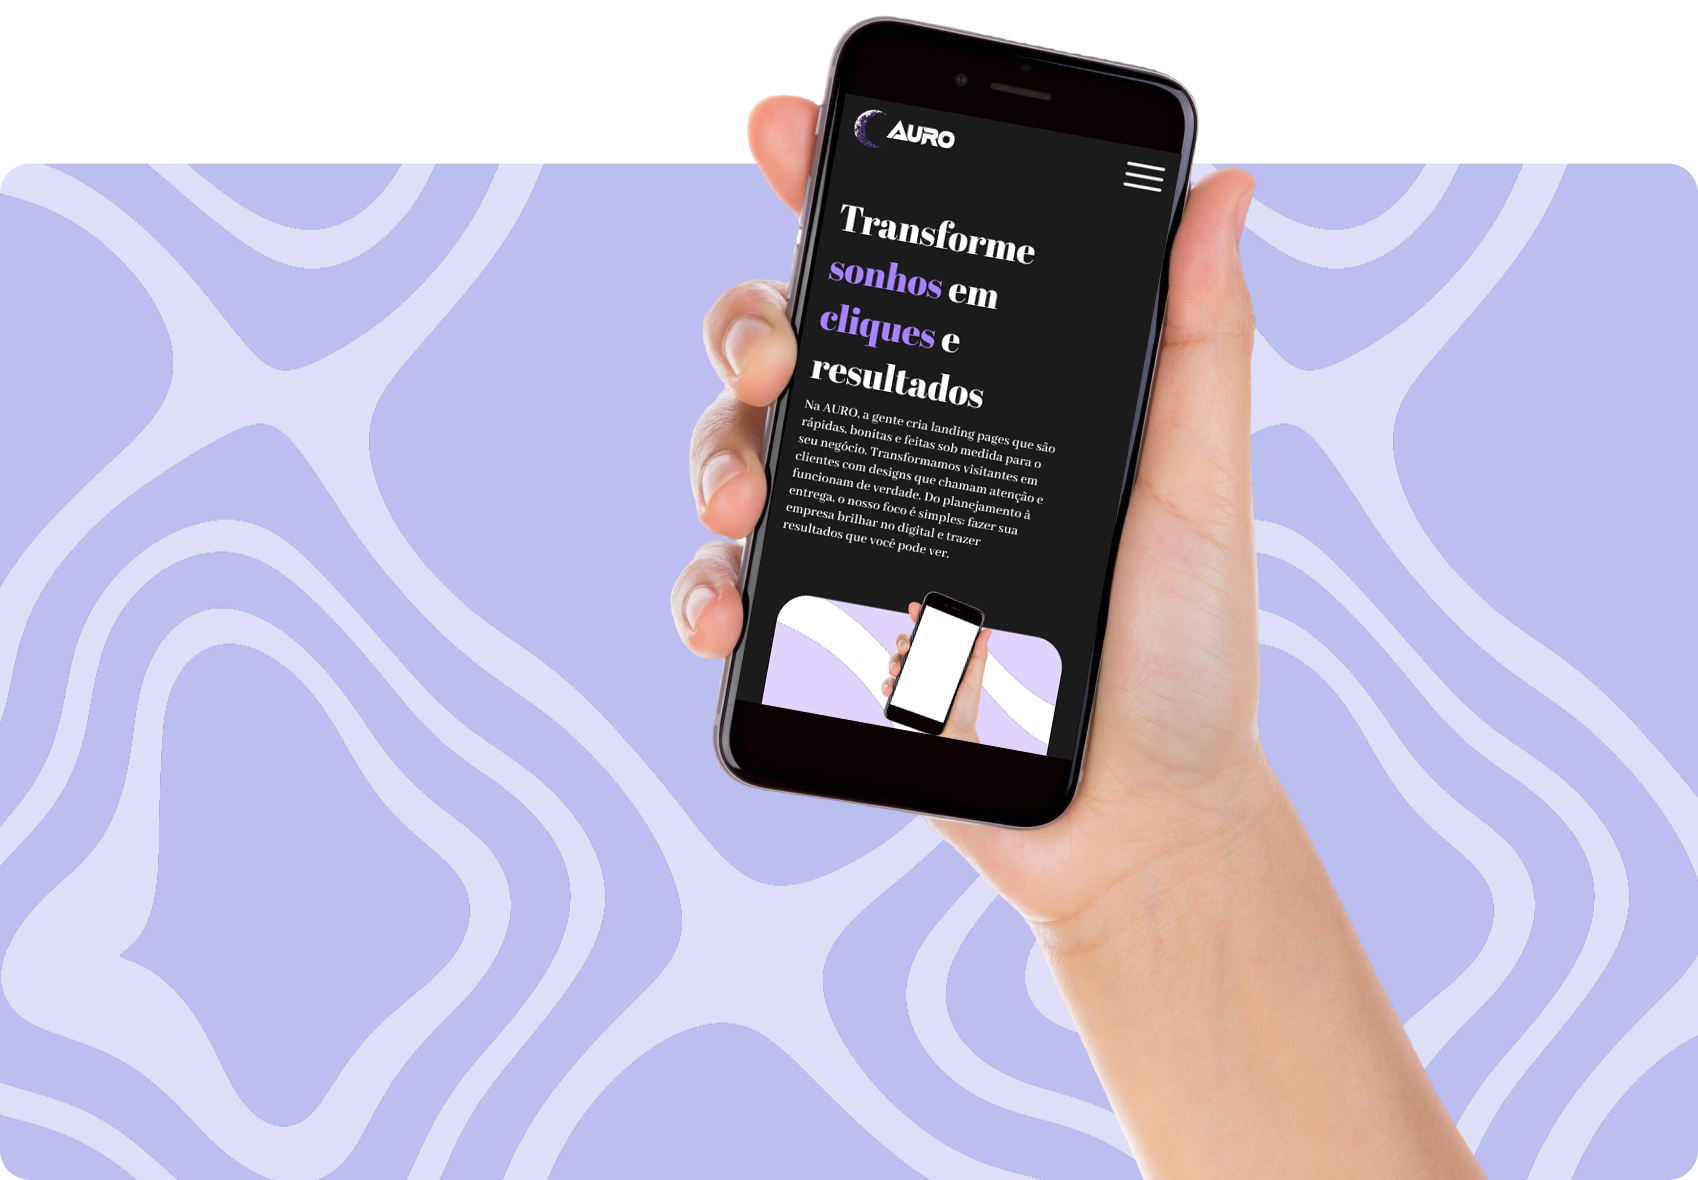 AURO
Transforme
sonhos em
cliques e
resultados
Na AURO, a gente cria landing pages que são
rápidas, bonitas e feitas sob medida para o
seu negócio. Transformamos visitantes em
clientes com designs que chamam atenção e
funcionam de verdade. Do planejamento à
entrega, o nosso foco é simples: fazer sua
empresa brilhar no digital e trazer
resultados que você pode ver.